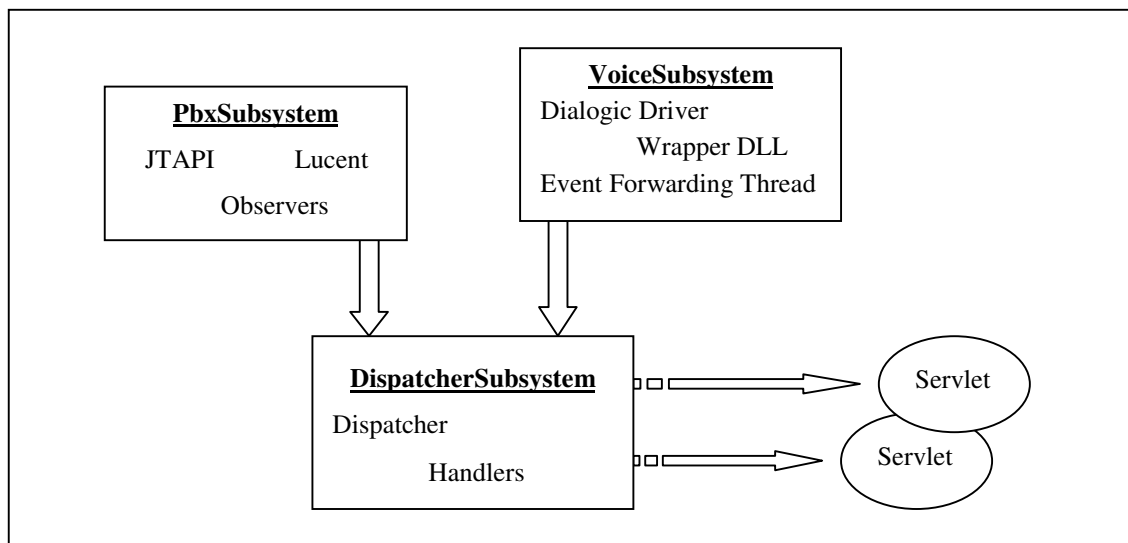 PbxSubsystem
JTAPI Lucent
Observers
VoiceSubsystem
Dialogic Driver
Wrapper DLL
Event Forwarding Thread
DispatcherSubsystem
Dispatcher
Handlers
Servlet
Servlet